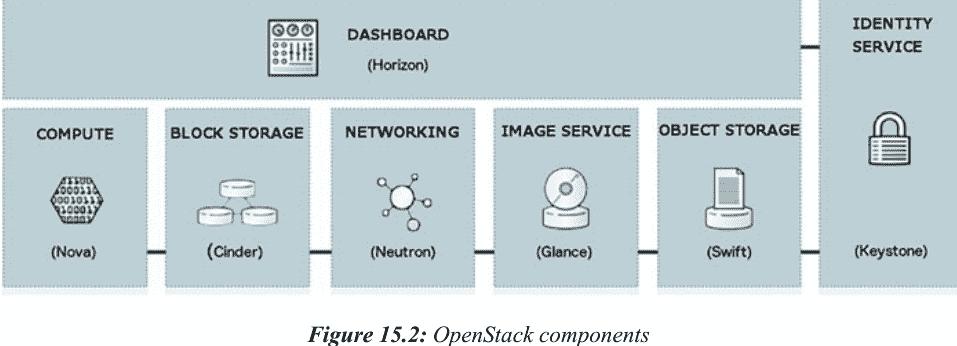 DASHBOARD
(Horizon)
IDENTITY
SERVICE
COMPUTE
(Nova)
BLOCK STORAGE
(Cinder)
NETWORKING
(Neutron)
IMAGE SERVICE
(Glance)
OBJECT STORAGE
(Swift)
(Keystone)
Figure 15.2: OpenStack components